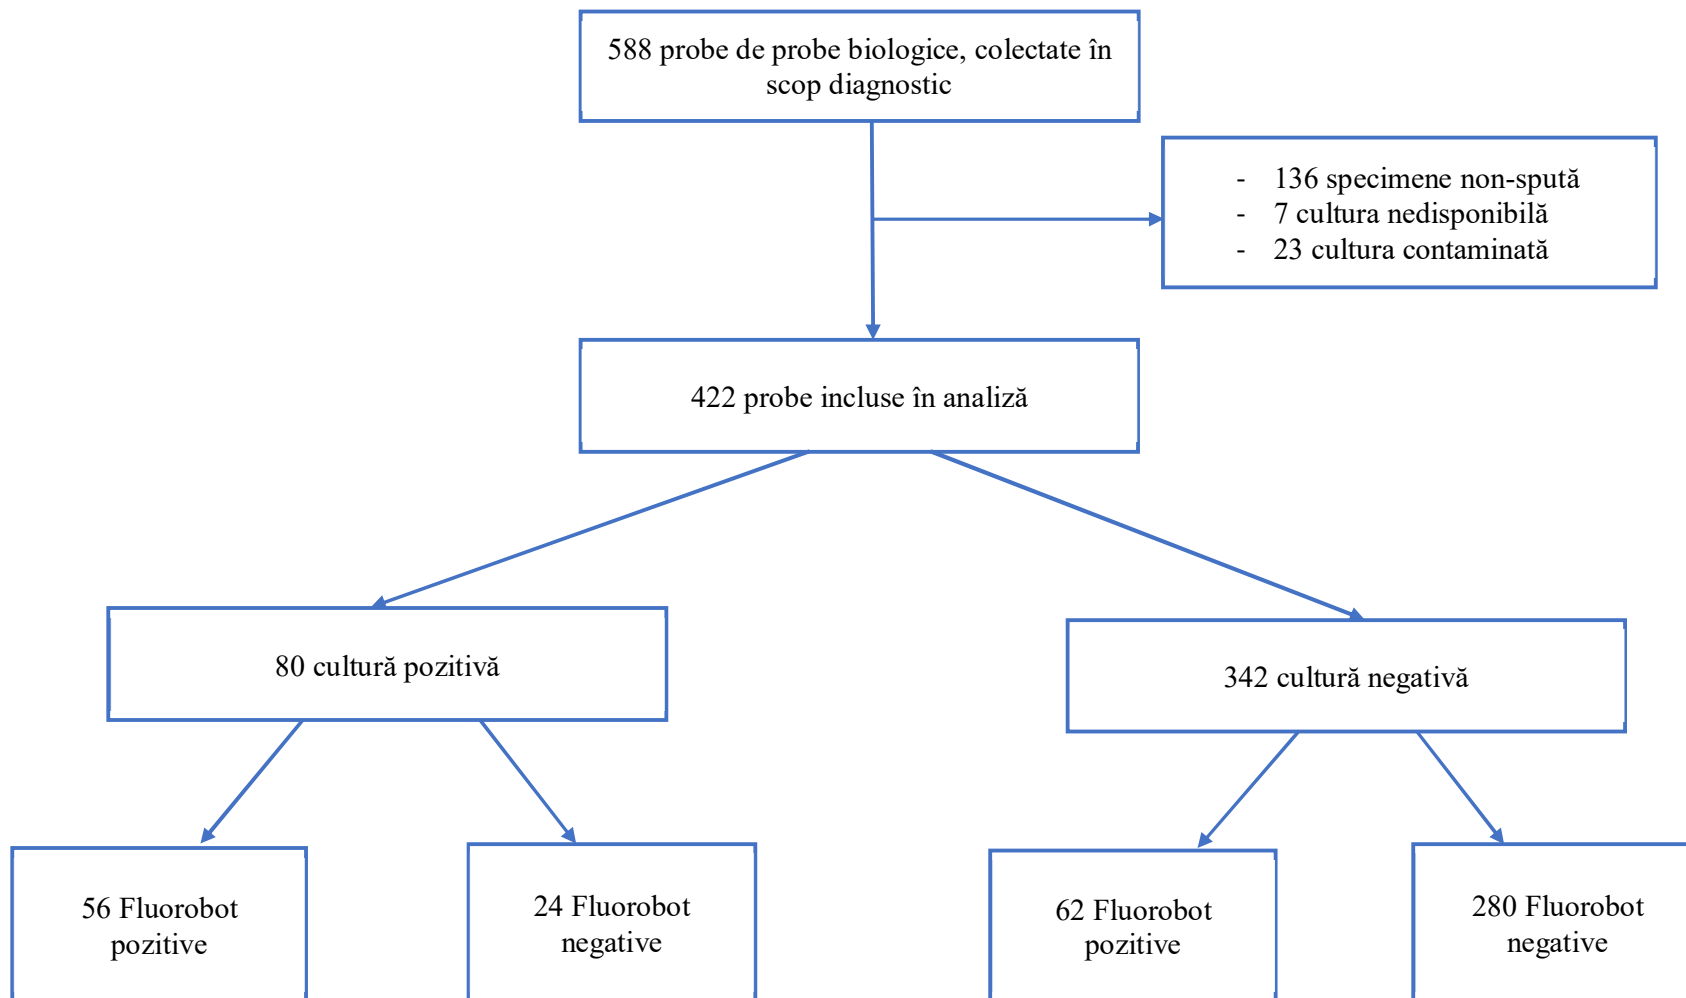 588 probe de probe biologice, colectate în
scop diagnostic
- 136 specimene non-spută
- 7 cultura nedisponibilă
- 23 cultura contaminată
422 probe incluse în analiză
80 cultură pozitivă
342 cultură negativă
56 Fluorobot
pozitive
24 Fluorobot
negative
62 Fluorobot
pozitive
280 Fluorobot
negative